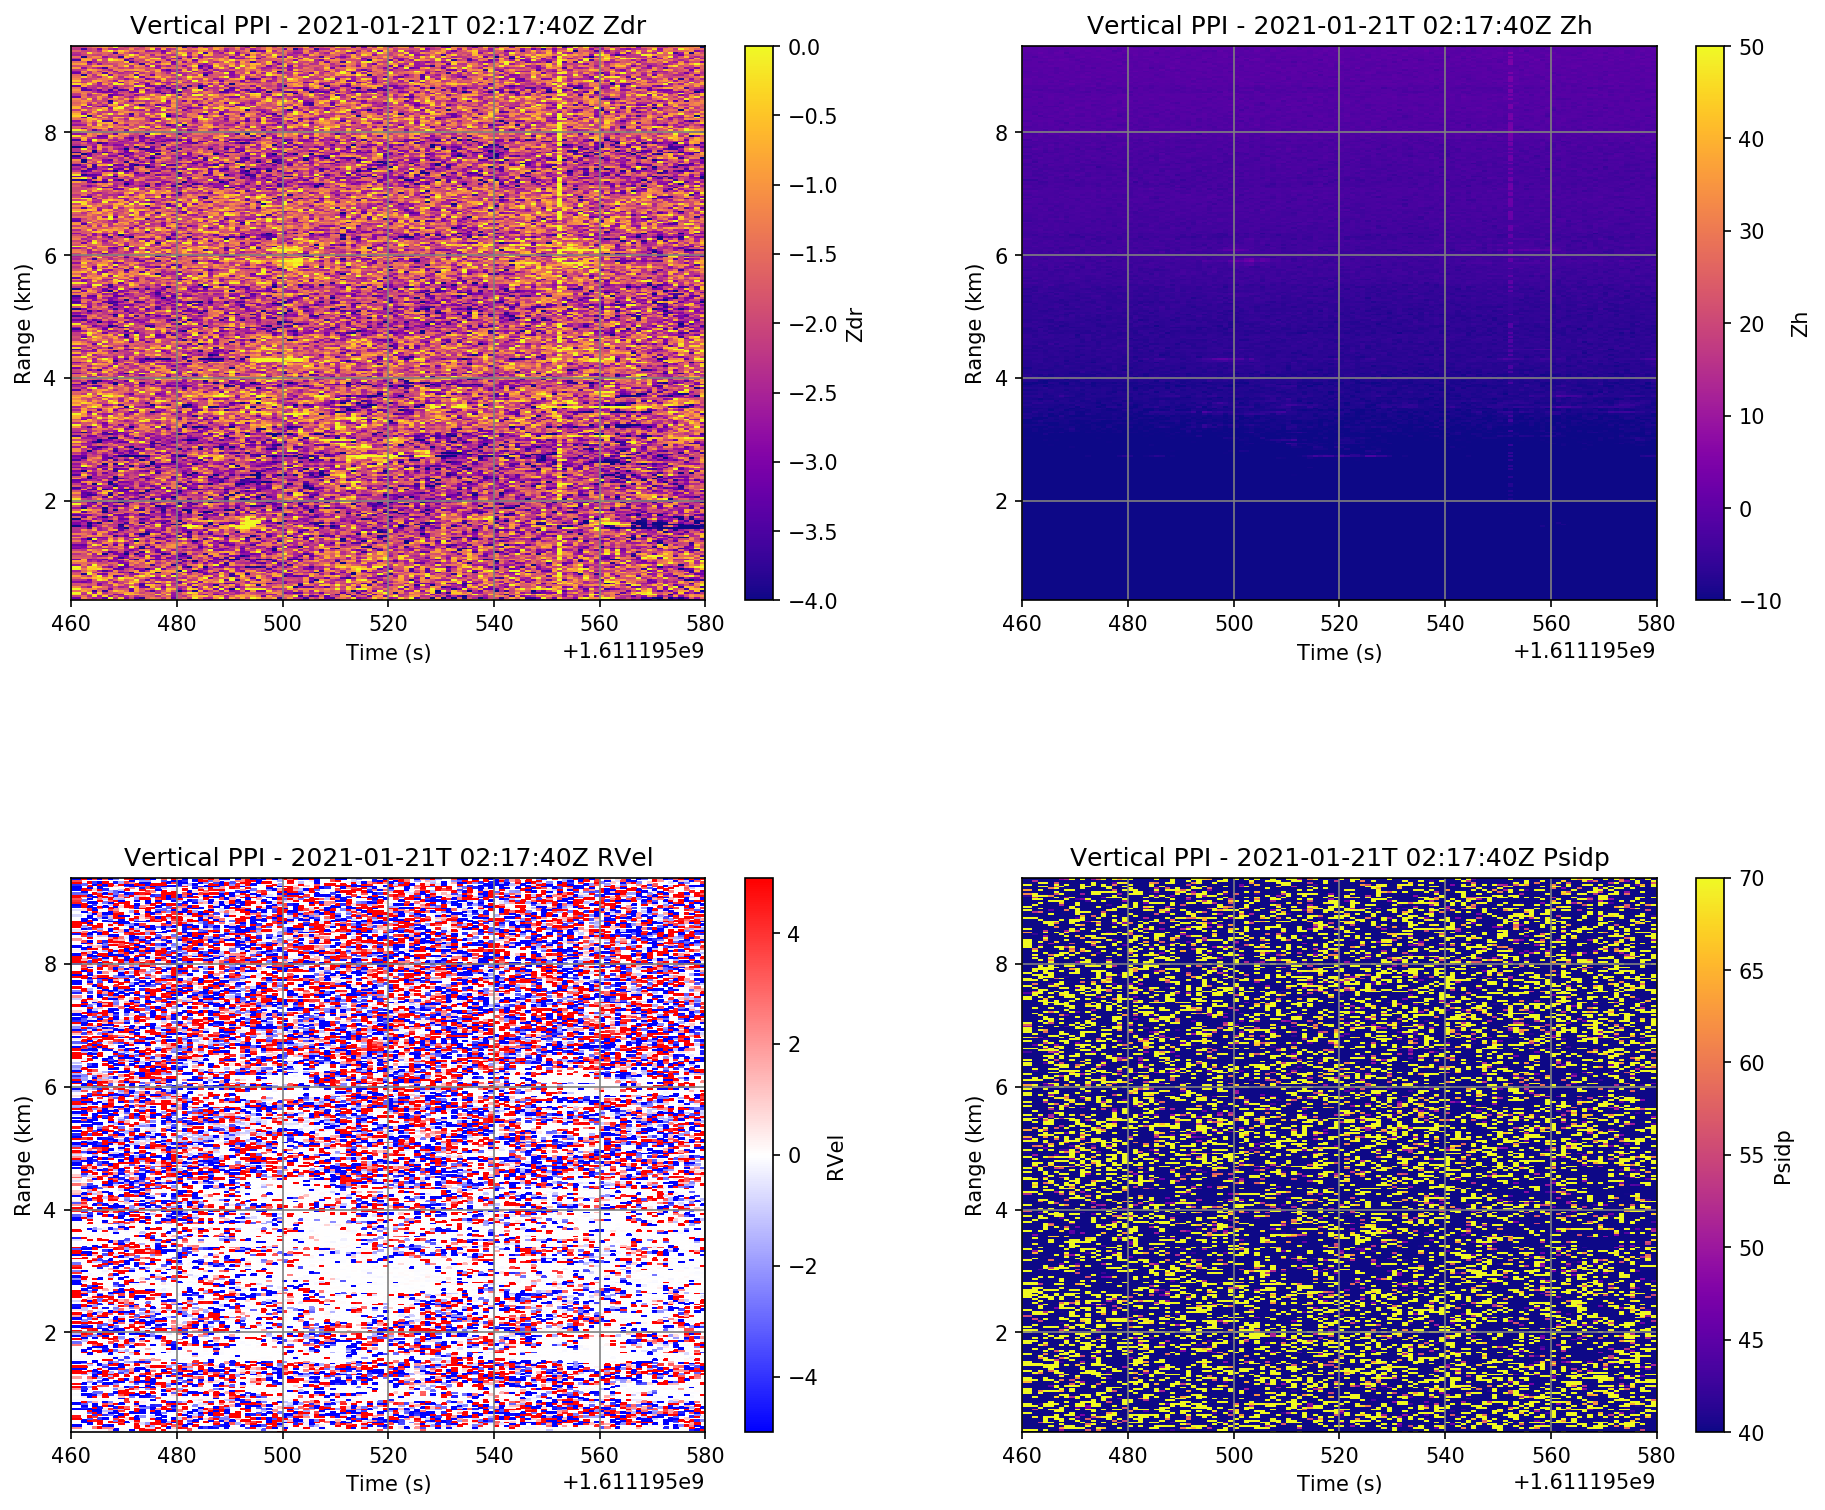 Vertical PPI - 2021-01-21T 02:17:40Z Zdr
Range (km)
8
6
4
2
460 480 500 520 540 560 580
Time (s)
+1.611195e9
0.0
−0.5
−1.0
−1.5
−2.0
−2.5
−3.0
−3.5
−4.0
Zdr
Vertical PPI - 2021-01-21T 02:17:40Z Zh
Range (km)
8
6
4
2
460 480 500 520 540 560 580
Time (s)
+1.611195e9
50
40
30
20
10
0
−10
Zh
Vertical PPI - 2021-01-21T 02:17:40Z RVel
Range (km)
8
6
4
2
460 480 500 520 540 560 580
Time (s)
+1.611195e9
4
2
0
−2
−4
RVel
Vertical PPI - 2021-01-21T 02:17:40Z Psidp
Range (km)
8
6
4
2
460 480 500 520 540 560 580
Time (s)
+1.611195e9
70
65
60
55
50
45
40
Psidp